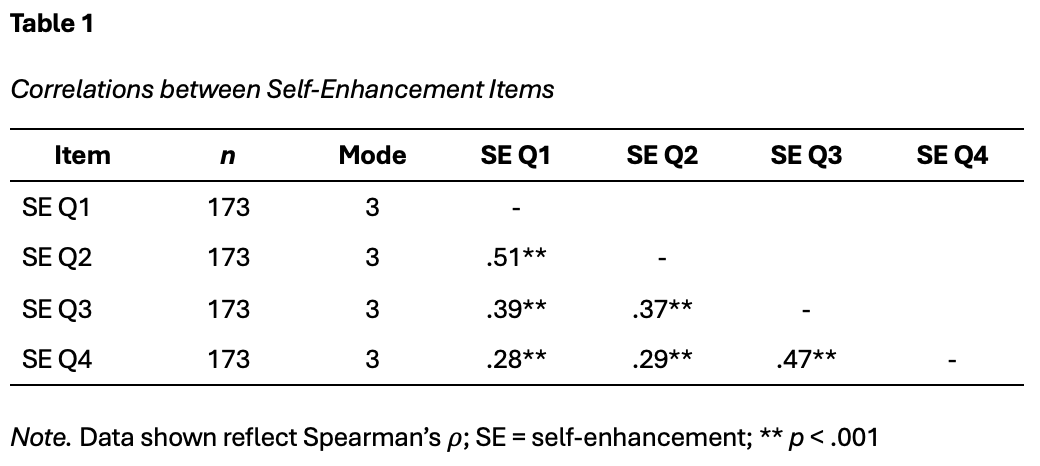 Table 1
Correlations between Self-Enhancement Items
Item n Mode SE Q1 SE Q2 SE Q3 SE Q4
SE Q1 173 3 -
SE Q2 173 3 .51** -
SE Q3 173 3 .39** .37** -
SE Q4 173 3 .28** .29** .47** -
Note. Data shown reflect Spearman’s 𝜌; SE = self-enhancement; ** p < .001